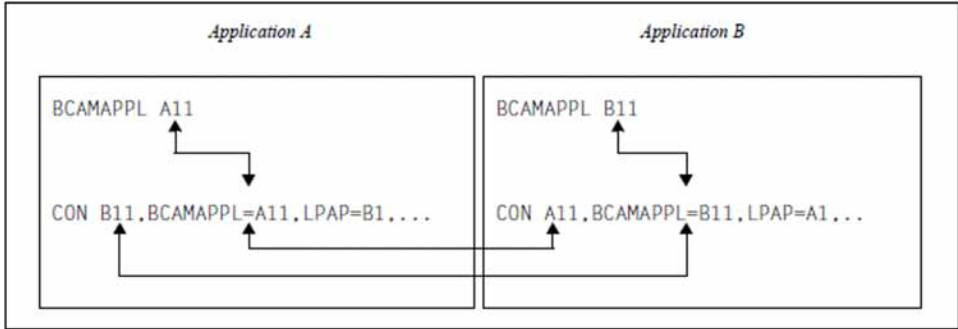 Application A
Application B
BCAMAPPL A11
BCAMAPPL B11
CON B11,BCAMAPPL=A11,LPAP=B1,...
CON A11,BCAMAPPL=B11,LPAP=A1,...